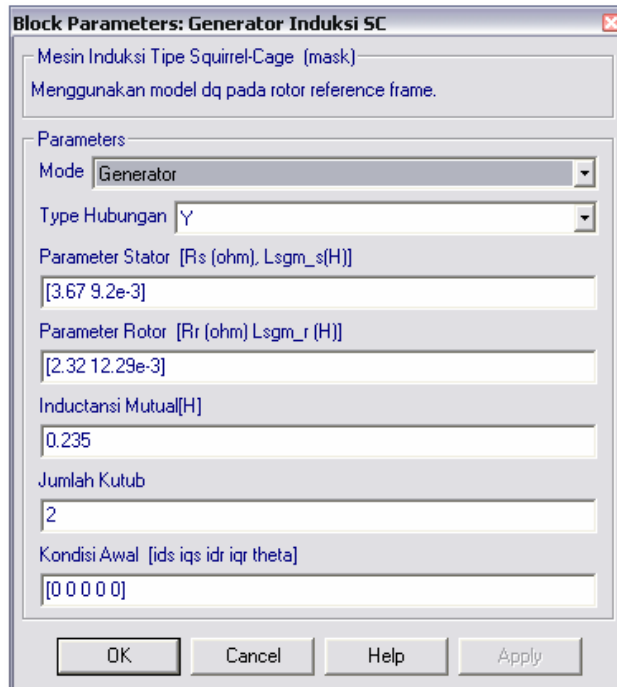 Block Parameters: Generator Induksi SC
Mesin Induksi Tipe Squirrel-Cage (mask)
Menggunakan model dq pada rotor reference frame.
Parameters
Mode Generator
Type Hubungan Y
Parameter Stator [Rs (ohm), Lsgm_s(H)]
[3.67 9.2e-3]
Parameter Rotor [Rr (ohm) Lsgm_r (H)]
[2.32 12.29e-3]
Inductansi Mutual[H]
0.235
Jumlah Kutub
2
Kondisi Awal [ids iqs idr iqr theta]
[0 0 0 0 0]
OK Cancel Help Apply